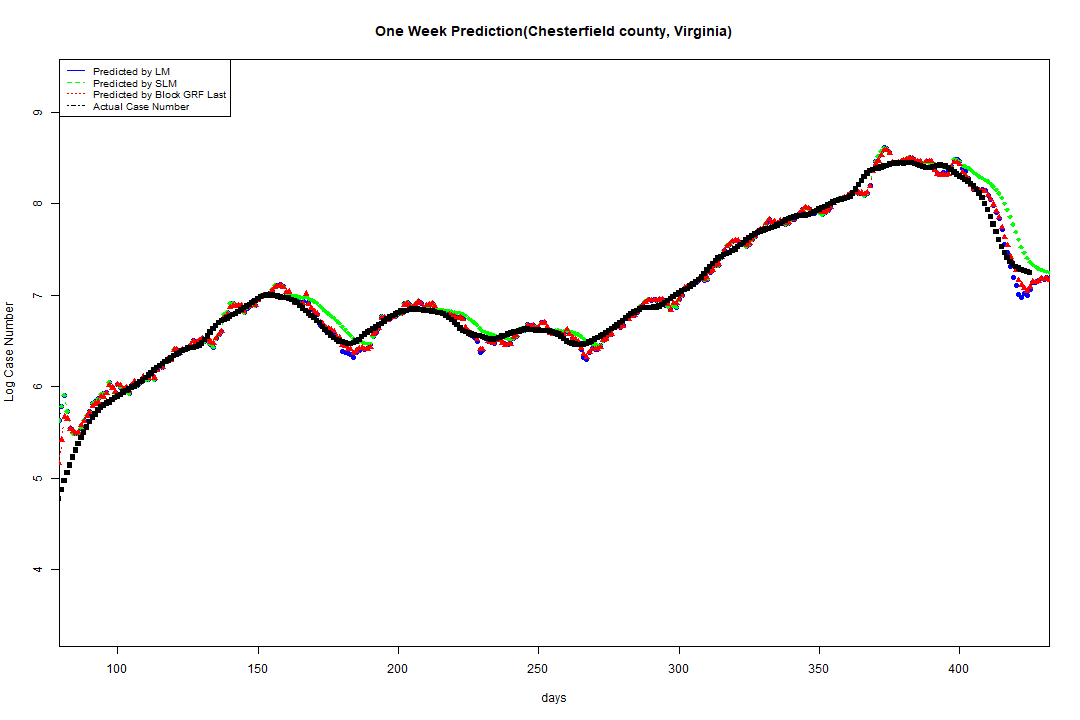 One Week Prediction(Chesterfield county, Virginia)
Predicted by LM
Predicted by SLM
Predicted by Block GRF Last
Actual Case Number
9
8
7
6
5
4
Log Case Number
100 150 200 250 300 350 400
days